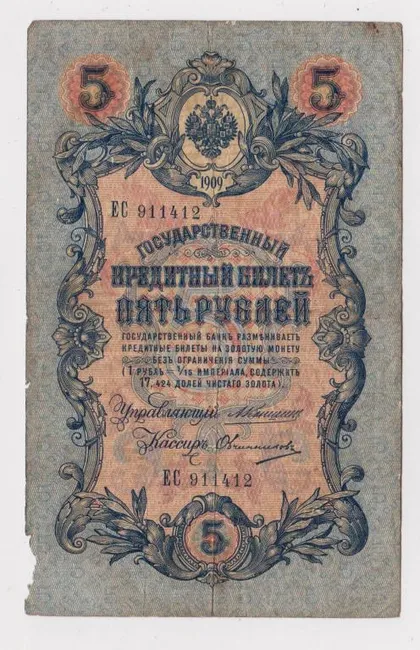 5 5
1909
ЕС 911412
ГОСУДАРСТВЕННЫЙ
КРЕДИТНЫЙ БИЛЕТЪ
ПЯТЬ РУБЛЕЙ
ГОСУДАРСТВЕННЫЙ БАНКЪ РАЗМѢНИВАЕТЪ
КРЕДИТНЫЕ БИЛЕТЫ НА ЗОЛОТУЮ МОНЕТУ
БЕЗЪ ОГРАНИЧЕНІЯ СУММЫ
(1 РУБЛЬ = 1/15 ИМПЕРІАЛА, СОДЕРЖИТЪ
17,424 ДОЛЕЙ ЧИСТАГО ЗОЛОТА).
Управляющій
Кассиръ Овчинниковъ
ЕС 911412
5